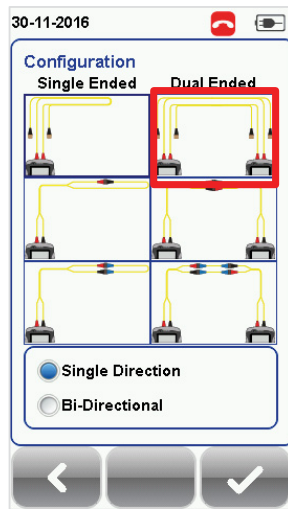 30-11-2016
Configuration
Single Ended Dual Ended
Single Direction
Bi-Directional